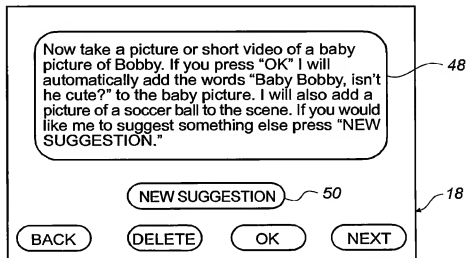 Now take a picture or short video of a baby
picture of Bobby. If you press "OK" I will
automatically add the words "Baby Bobby, isn't
he cute?" to the baby picture. I will also add a
picture of a soccer ball to the scene. If you would
like me to suggest something else press "NEW
SUGGESTION."
48
NEW SUGGESTION
50
18
BACK
DELETE
OK
NEXT